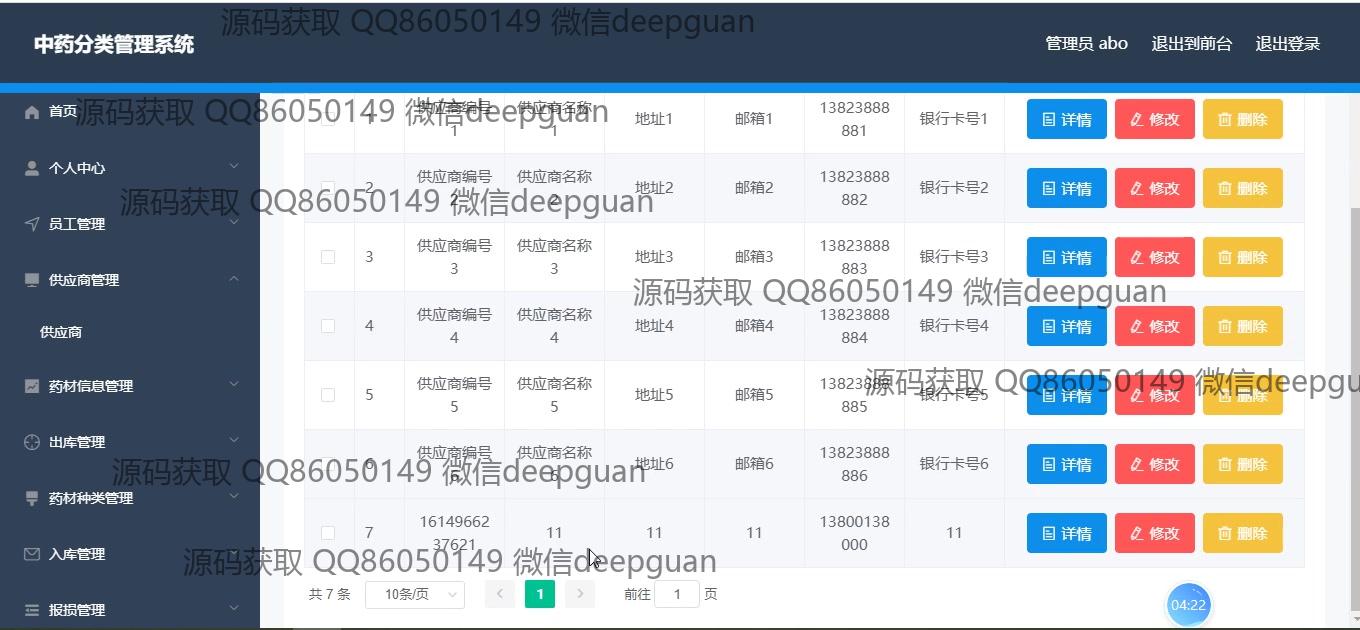 源码获取 QQ86050149 微信deepguan
中药分类管理系统
管理员 abo 退出到前台 退出登录
首页
源码获取 QQ86050149 微信deepguan
个人中心
员工管理
供应商管理
供应商
药材信息管理
出库管理
药材种类管理
入库管理
报损管理
1 供应商编号1 供应商名称1 地址1 邮箱1 13823888881 银行卡号1 详情 修改 删除
2 供应商编号2 供应商名称2 地址2 邮箱2 13823888882 银行卡号2 详情 修改 删除
源码获取 QQ86050149 微信deepguan
3 供应商编号3 供应商名称3 地址3 邮箱3 13823888883 银行卡号3 详情 修改 删除
源码获取 QQ86050149 微信deepguan
4 供应商编号4 供应商名称4 地址4 邮箱4 13823888884 银行卡号4 详情 修改 删除
源码获取 QQ86050149 微信deepgu
5 供应商编号5 供应商名称5 地址5 邮箱5 13823888885 银行卡号5 详情 修改 删除
6 供应商编号6 供应商名称6 地址6 邮箱6 13823888886 银行卡号6 详情 修改 删除
源码获取 QQ86050149 微信deepguan
7 1614966237621 11 11 11 13800138000 11 详情 修改 删除
源码获取 QQ86050149 微信deepguan
共 7 条 10条/页 1 前往 1 页
04:22